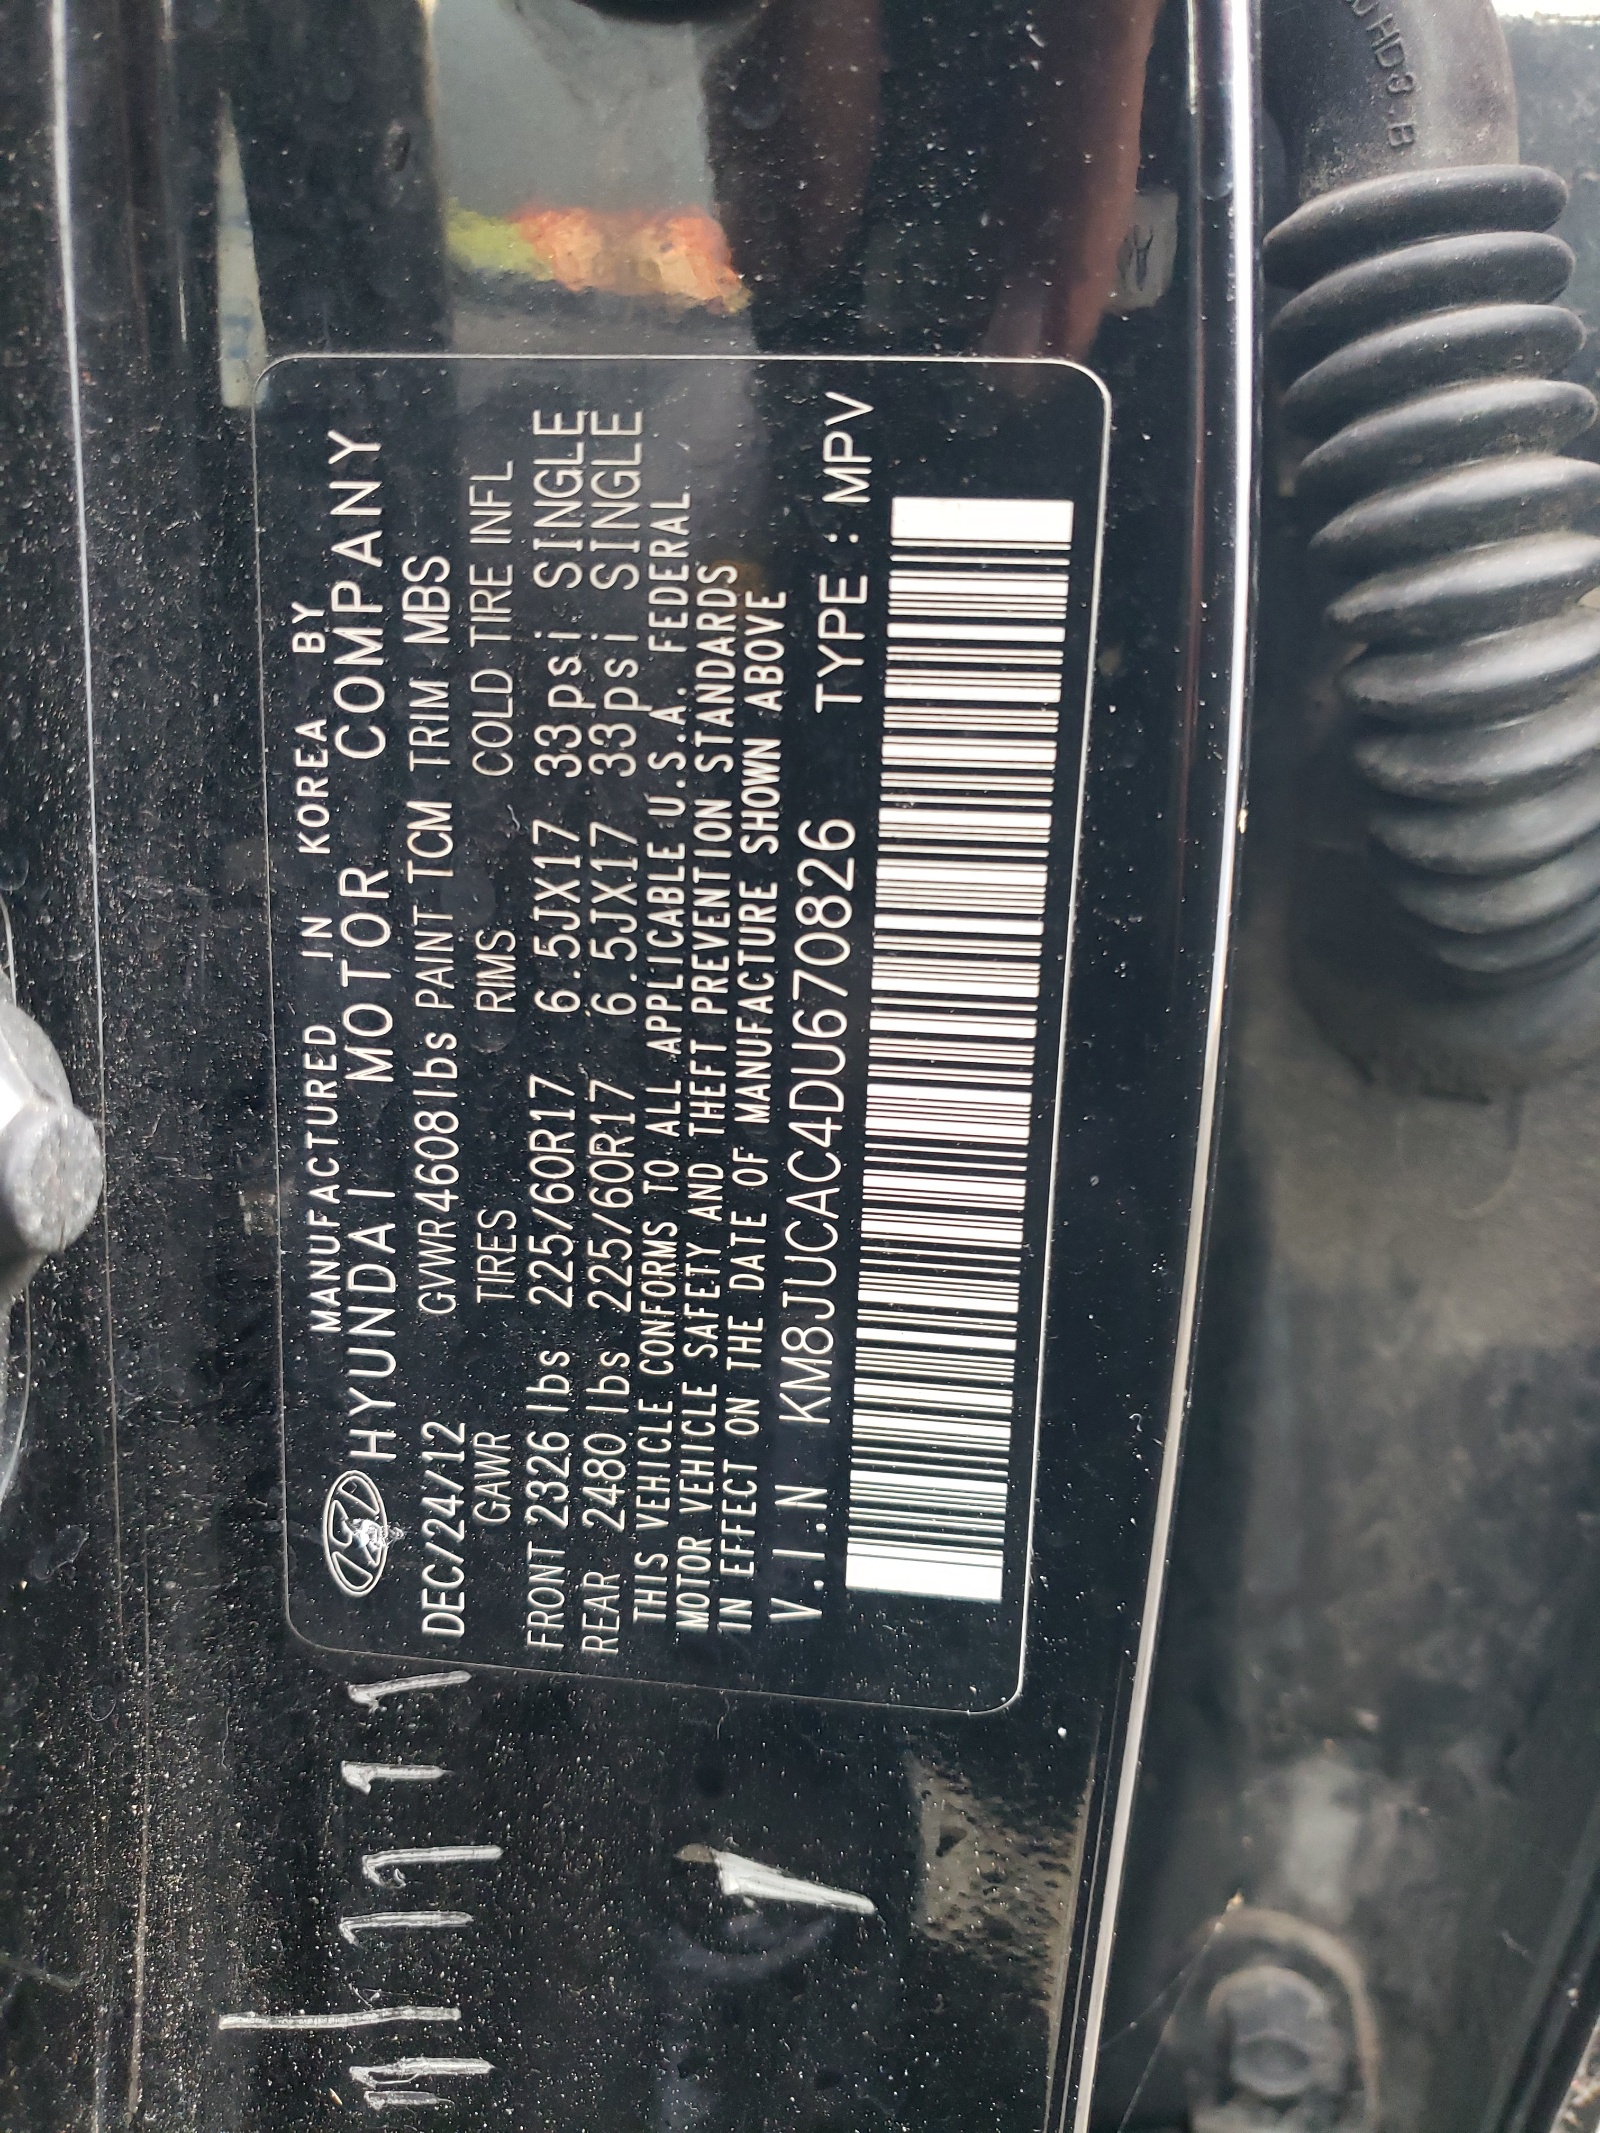 MANUFACTURED IN KOREA BY
HYUNDAI MOTOR COMPANY
DEC/24/12 GVWR4608lbs PAINT TCM TRIM MBS
GAWR TIRES RIMS COLD TIRE INFL
FRONT 2326 lbs 225/60R17 6.5JX17 33psi SINGLE
REAR 2480 lbs 225/60R17 6.5JX17 33psi SINGLE
THIS VEHICLE CONFORMS TO ALL APPLICABLE U.S.A. FEDERAL
MOTOR VEHICLE SAFETY AND THEFT PREVENTION STANDARDS
IN EFFECT ON THE DATE OF MANUFACTURE SHOWN ABOVE
V.I.N KM8JUCAC4DU670826 TYPE : MPV